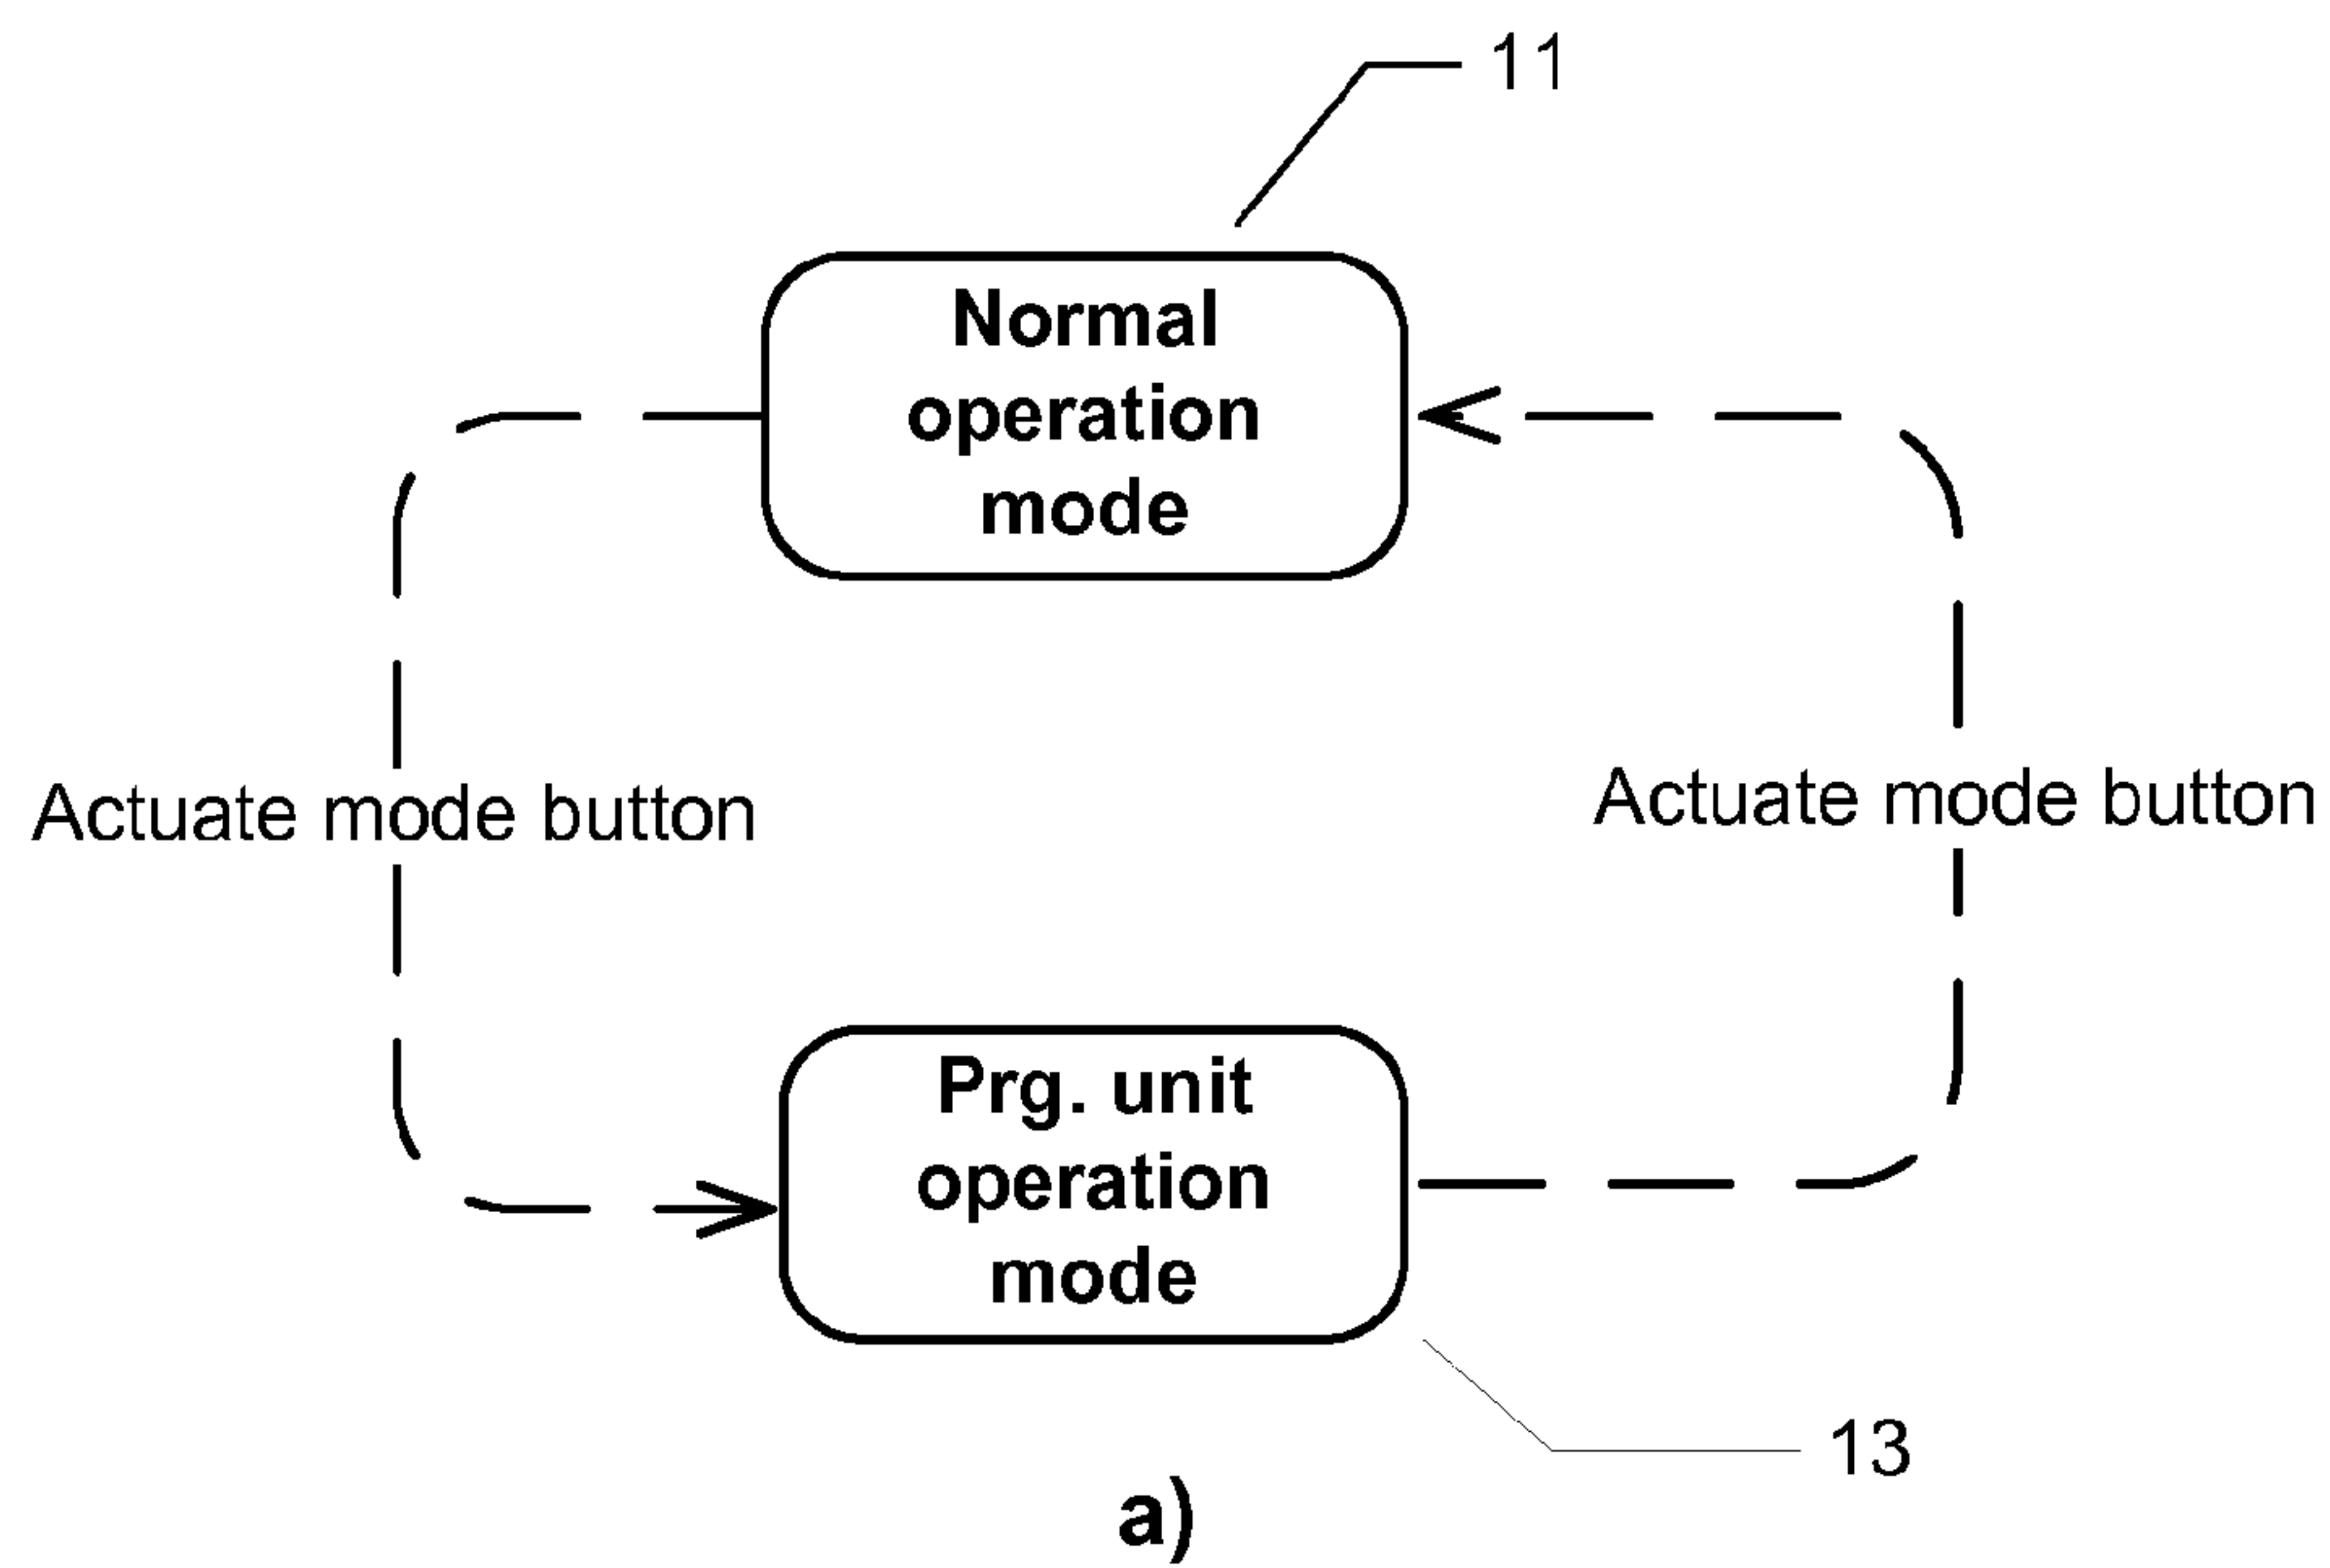 11
Normal
operation
mode
Actuate mode button
Actuate mode button
Prg. unit
operation
mode
13
a)